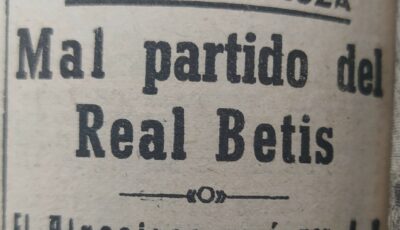 Mal partido del
Real Betis